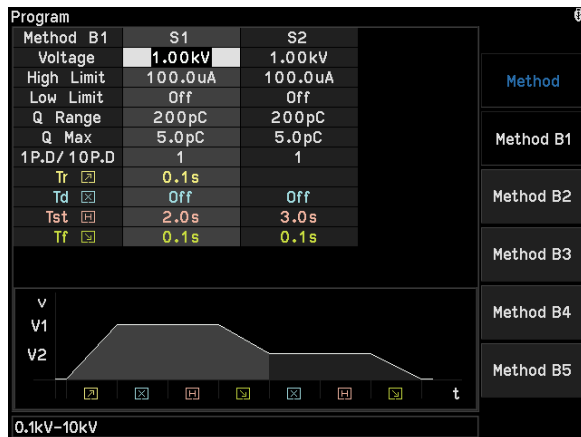 Program
Method B1 S1 S2
Voltage 1.00kV 1.00kV
High Limit 100.0uA 100.0uA
Low Limit Off Off
Q Range 200pC 200pC
Q Max 5.0pC 5.0pC
1P.D/10P.D 1 1
Tr 0.1s
Td Off Off
Tst H 2.0s 3.0s
Tf 0.1s 0.1s
V
V1
V2
H H t
0.1kV-10kV
Method
Method B1
Method B2
Method B3
Method B4
Method B5